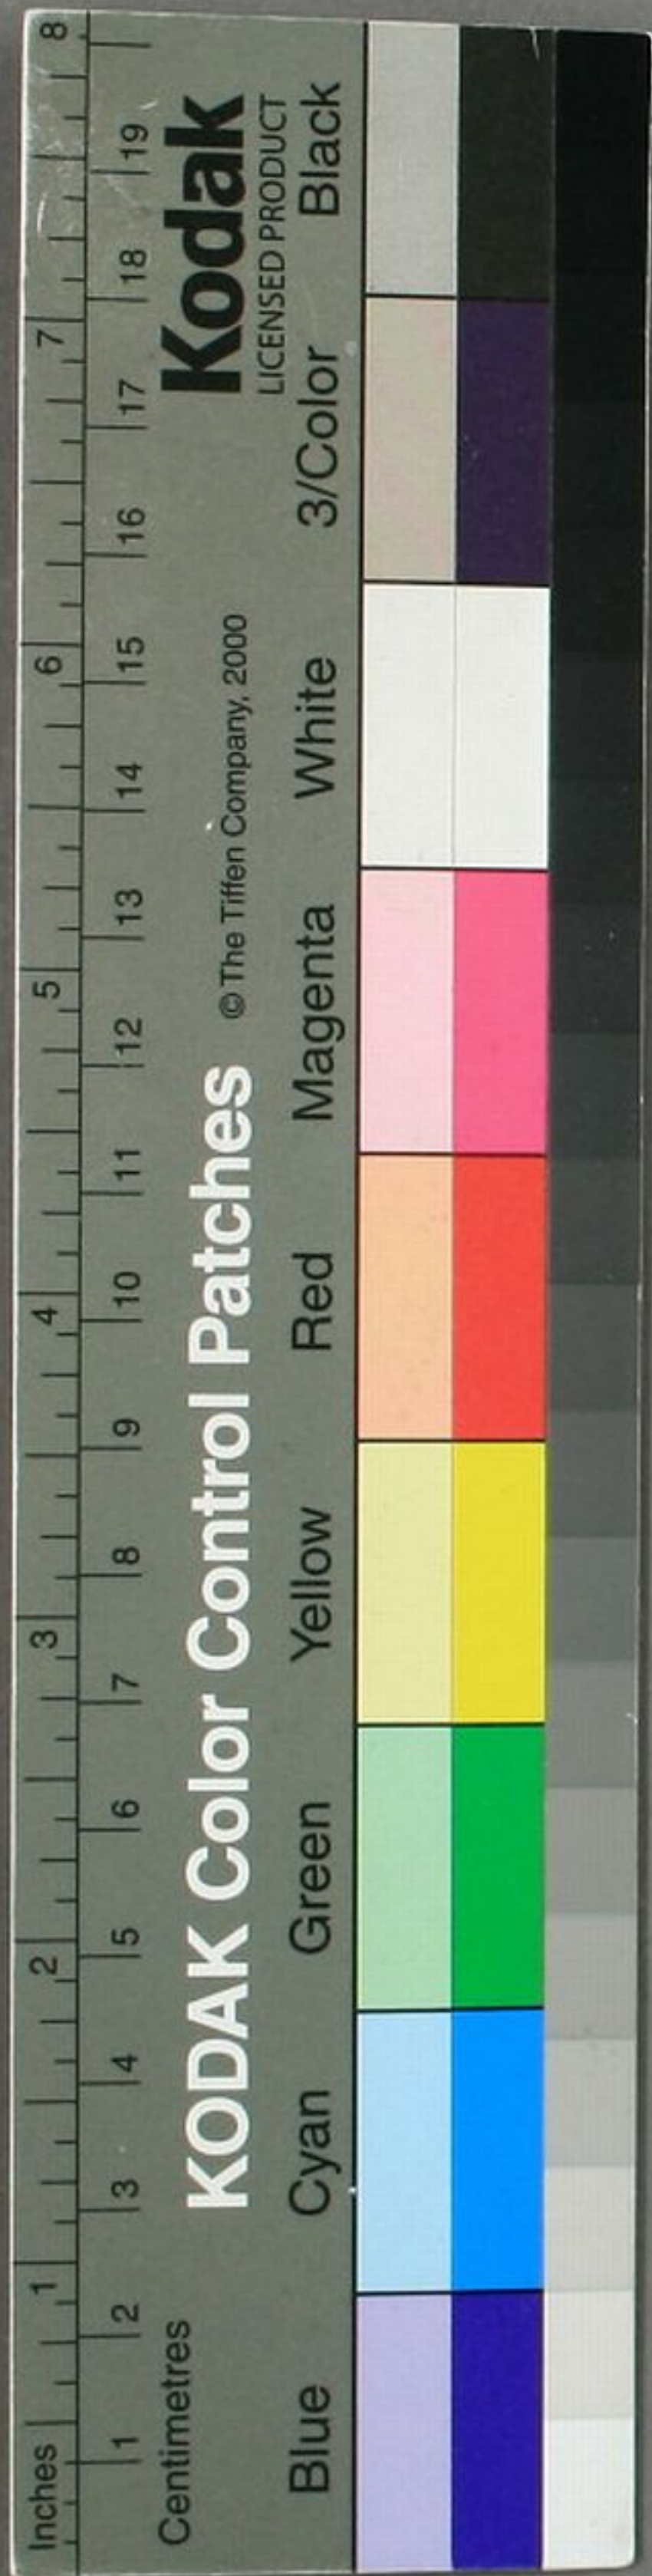 Inches 1 2 3 4 5 6 7 8
1 2 3 4 5 6 7 8 9 10 11 12 13 14 15 16 17 18 19
Centimetres
KODAK Color Control Patches © The Tiffen Company, 2000 Kodak
LICENSED PRODUCT
Blue Cyan Green Yellow Red Magenta White 3/Color Black